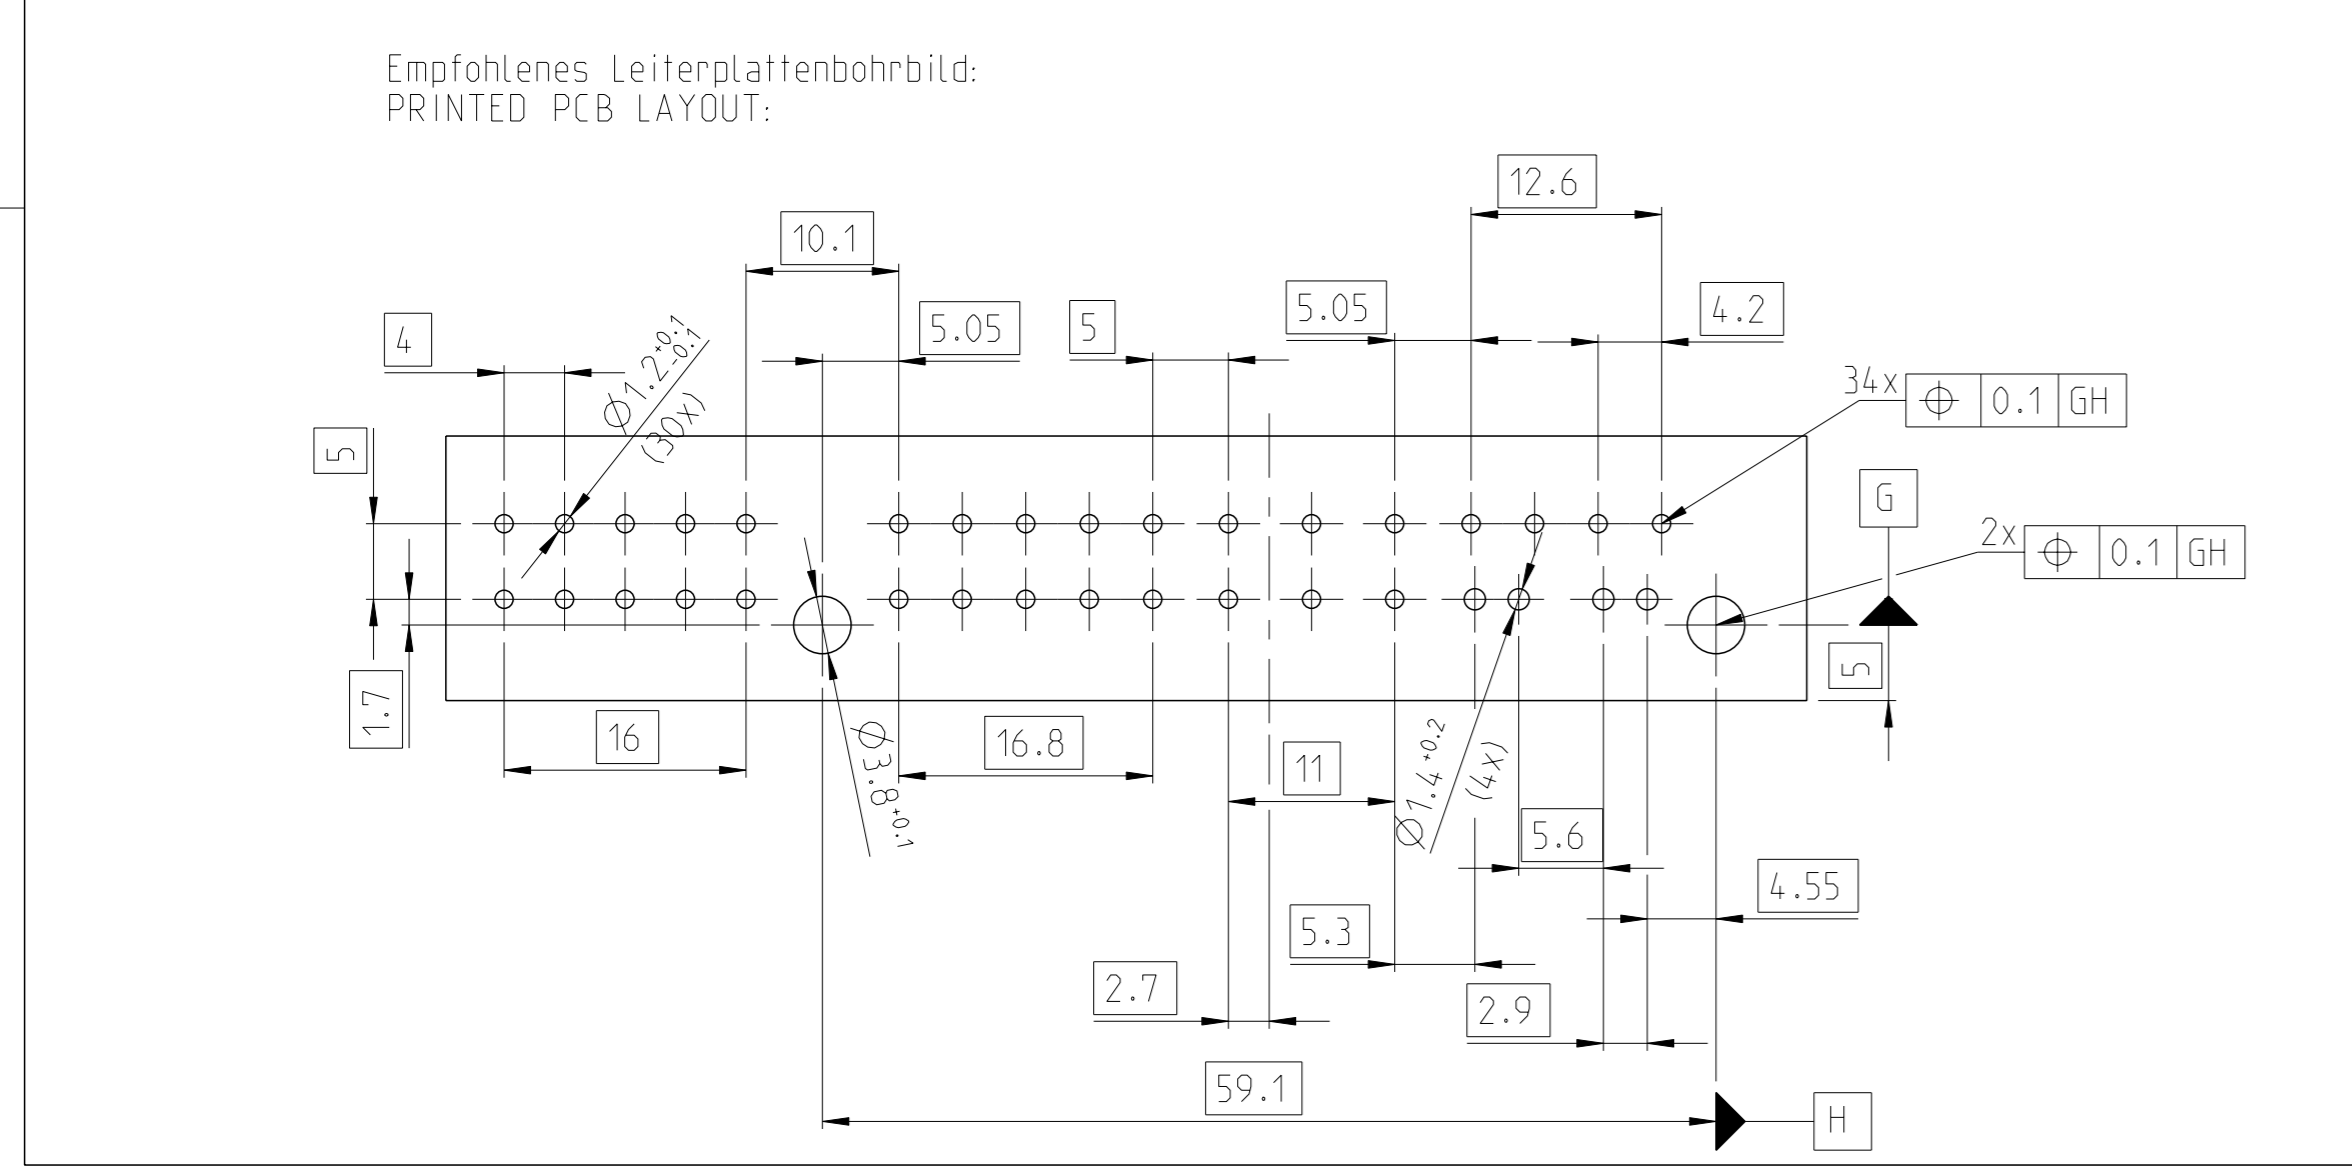 Empfohlenes Leiterplattenbohrbild:
PRINTED PCB LAYOUT:
12.6
10.1
5.05
4.2
5.05
5
4
Ø1.2+0.1-0.1
(30x)
34x ⌖ 0.1 GH
5
G
2x ⌖ 0.1 GH
5
1.7
16
16.8
Ø3.8+0.1
11
Ø1.4+0.2
(4x)
5.6
4.55
5.3
2.7
2.9
59.1
H